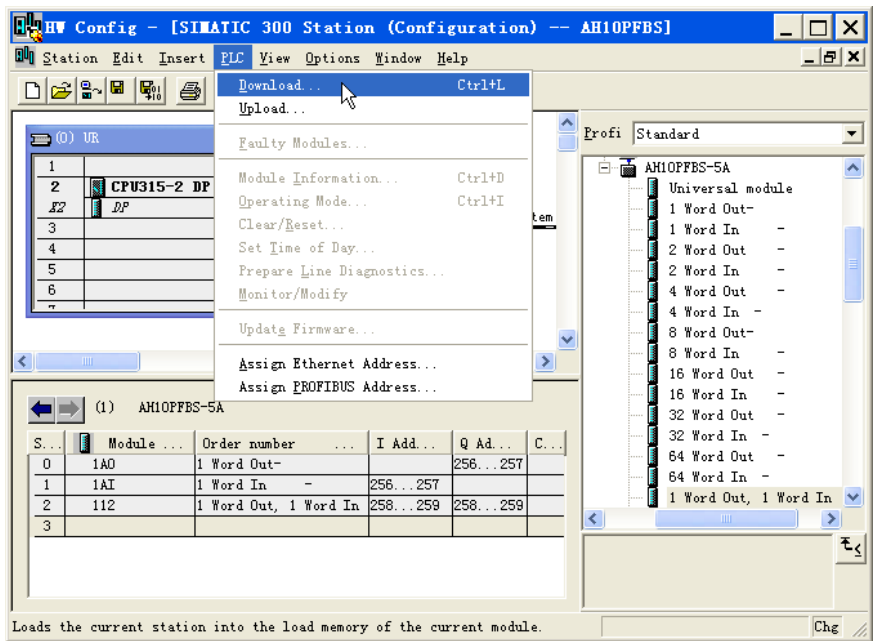 HW Config - [SIMATIC 300 Station (Configuration) -- AH10PFBS]
Station Edit Insert PLC View Options Window Help
Download... Ctrl+L
Upload...
Faulty Modules...
Module Information... Ctrl+D
Operating Mode... Ctrl+I
Clear/Reset...
Set Time of Day...
Prepare Line Diagnostics...
Monitor/Modify
Update Firmware...
Assign Ethernet Address...
Assign PROFIBUS Address...
(0) UR
1
2 CPU315-2 DP
X2 DP
3
4
5
6
7
tem
Profi Standard
AH10PFBS-5A
Universal module
1 Word Out-
1 Word In -
2 Word Out -
2 Word In -
4 Word Out -
4 Word In -
8 Word Out-
8 Word In -
16 Word Out -
16 Word In -
32 Word Out -
32 Word In -
64 Word Out -
64 Word In -
1 Word Out, 1 Word In
(1) AH10PFBS-5A
S... Module ... Order number ... I Add... Q Ad... C...
0 1AO 1 Word Out- 256...257
1 1AI 1 Word In - 256...257
2 112 1 Word Out, 1 Word In 258...259 258...259
3
Loads the current station into the load memory of the current module. Chg